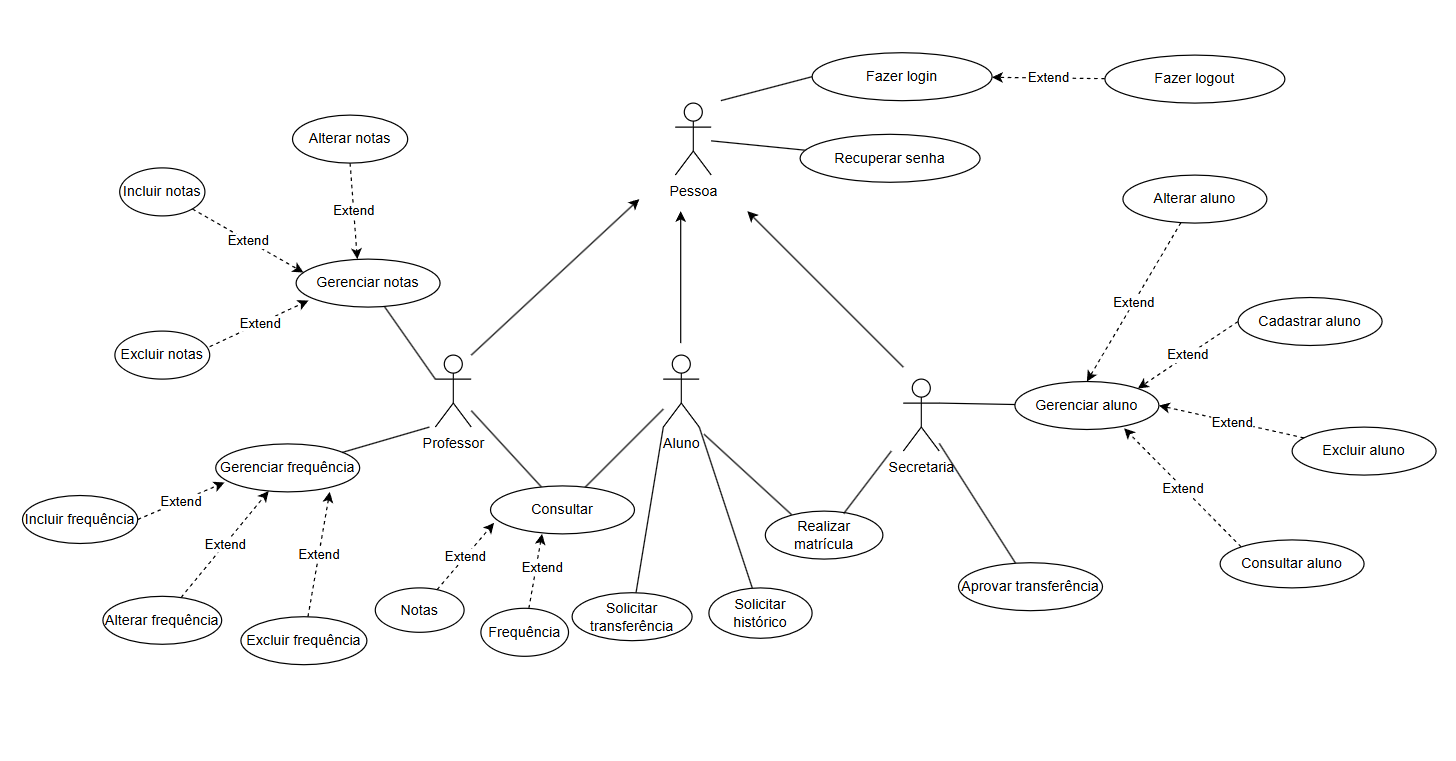 Fazer login
Extend
Fazer logout
Recuperar senha
Pessoa
Alterar notas
Incluir notas
Extend
Extend
Gerenciar notas
Extend
Excluir notas
Alterar aluno
Extend
Cadastrar aluno
Extend
Gerenciar aluno
Extend
Excluir aluno
Extend
Consultar aluno
Professor
Aluno
Secretaria
Gerenciar frequência
Extend
Incluir frequência
Extend
Extend
Alterar frequência
Excluir frequência
Consultar
Extend
Extend
Notas
Frequência
Solicitar
transferência
Solicitar
histórico
Realizar
matrícula
Aprovar transferência